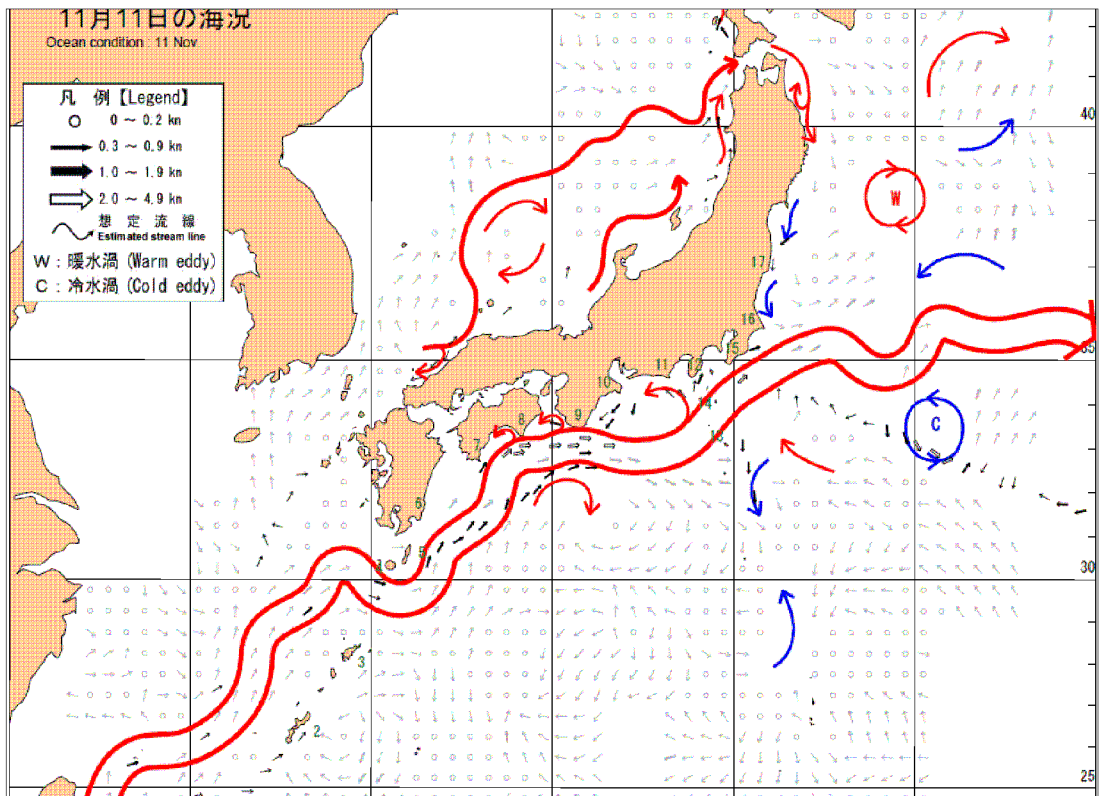 11月11日の海況
Ocean condition : 11 Nov
凡 例【Legend】
0 ～ 0.2 kn
0.3 ～ 0.9 kn
1.0 ～ 1.9 kn
2.0 ～ 4.9 kn
想 定 流 線
Estimated stream line
W : 暖水渦 (Warm eddy)
C : 冷水渦 (Cold eddy)
40
W
17
16
35
15
12
11
10
14
9
8
C
13
7
6
5
30
3
2
25